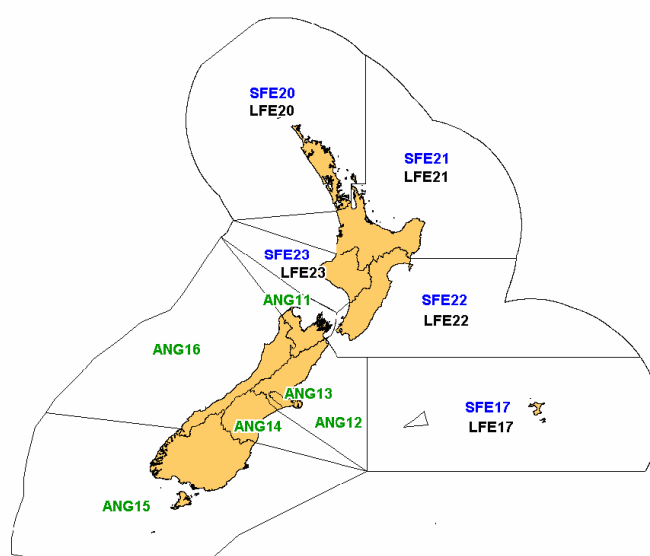 SFE20
LFE20
SFE21
LFE21
SFE23
LFE23
ANG11
SFE22
LFE22
ANG16
ANG13
SFE17
ANG12
ANG14
LFE17
ANG15